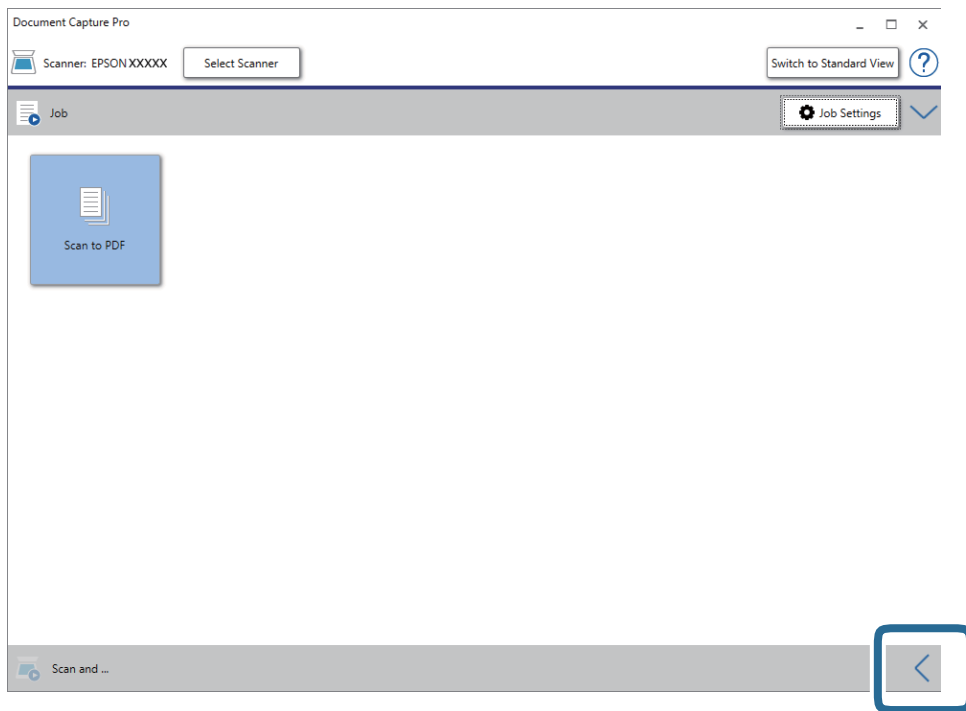 Document Capture Pro
Scanner: EPSON XXXXX
Select Scanner
Switch to Standard View
?
Job
Job Settings
Scan to PDF
Scan and ...